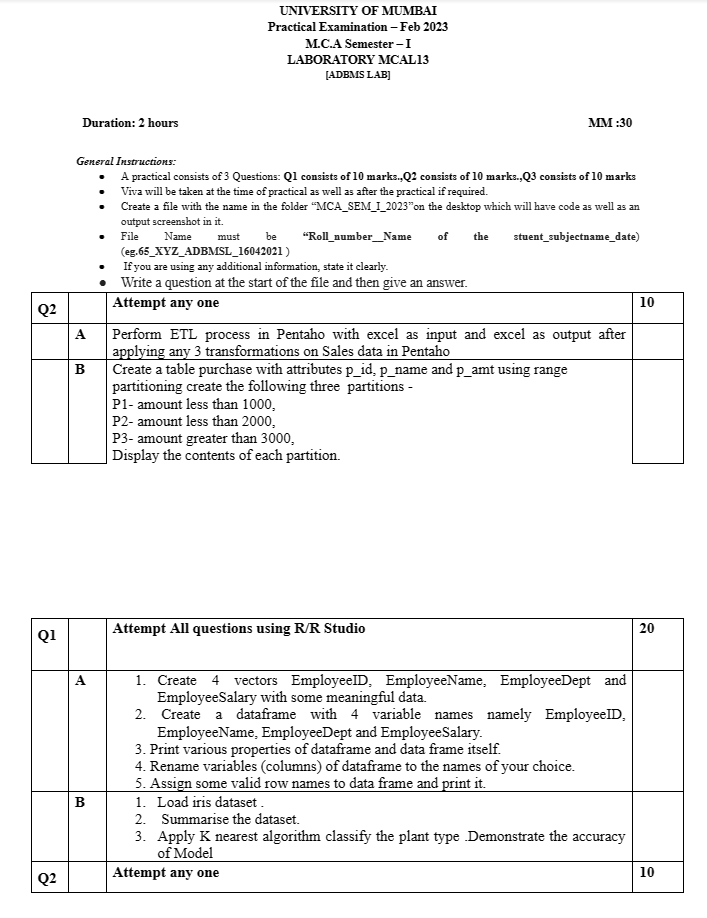 UNIVERSITY OF MUMBAI
Practical Examination – Feb 2023
M.C.A Semester – I
LABORATORY MCAL13
[ADBMS LAB]
Duration: 2 hours MM :30
General Instructions:
• A practical consists of 3 Questions: Q1 consists of 10 marks.,Q2 consists of 10 marks.,Q3 consists of 10 marks
• Viva will be taken at the time of practical as well as after the practical if required.
• Create a file with the name in the folder “MCA_SEM_I_2023”on the desktop which will have code as well as an
output screenshot in it.
• File Name must be “Roll_number__Name of the stuent_subjectname_date)
(eg.65_XYZ_ADBMSL_16042021 )
• If you are using any additional information, state it clearly.
• Write a question at the start of the file and then give an answer.
Q2 Attempt any one 10
A Perform ETL process in Pentaho with excel as input and excel as output after
applying any 3 transformations on Sales data in Pentaho
B Create a table purchase with attributes p_id, p_name and p_amt using range
partitioning create the following three partitions -
P1- amount less than 1000,
P2- amount less than 2000,
P3- amount greater than 3000,
Display the contents of each partition.
Q1 Attempt All questions using R/R Studio 20
A 1. Create 4 vectors EmployeeID, EmployeeName, EmployeeDept and
EmployeeSalary with some meaningful data.
2. Create a dataframe with 4 variable names namely EmployeeID,
EmployeeName, EmployeeDept and EmployeeSalary.
3. Print various properties of dataframe and data frame itself.
4. Rename variables (columns) of dataframe to the names of your choice.
5. Assign some valid row names to data frame and print it.
B 1. Load iris dataset .
2. Summarise the dataset.
3. Apply K nearest algorithm classify the plant type .Demonstrate the accuracy
of Model
Q2 Attempt any one 10